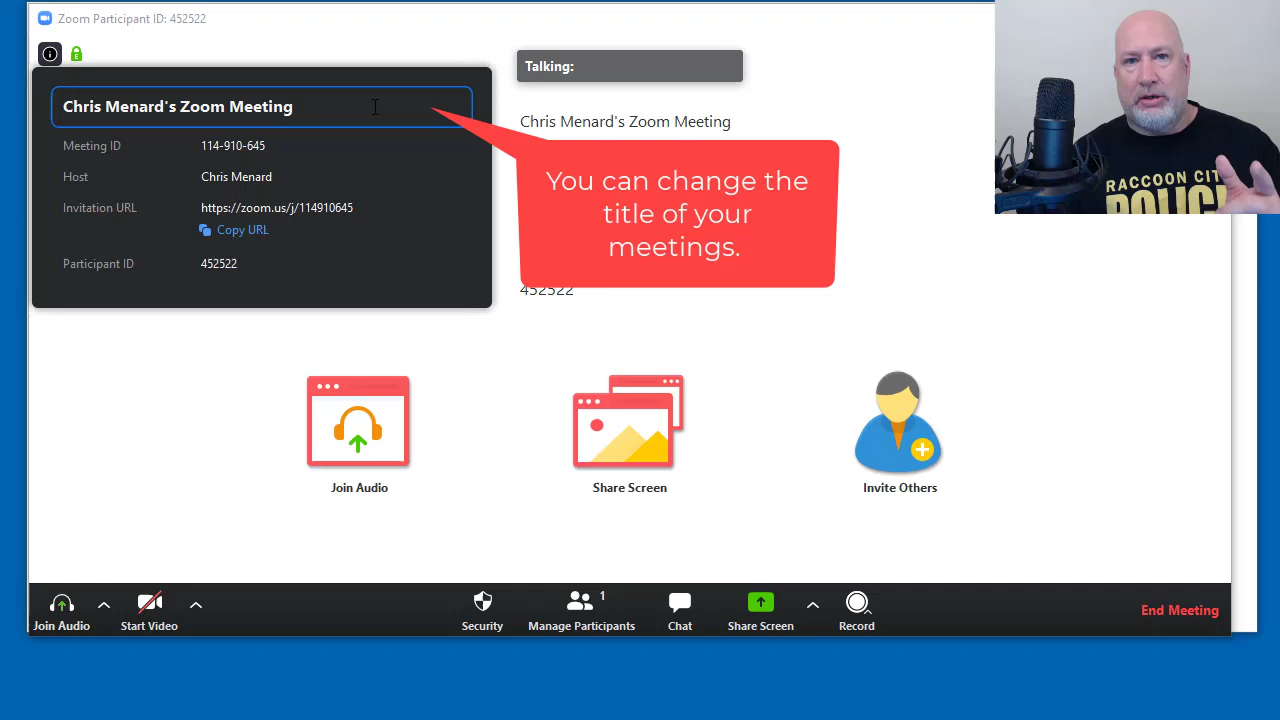 Zoom Participant ID: 452522
Talking:
Chris Menard's Zoom Meeting
Meeting ID
114-910-645
Host
Chris Menard
Invitation URL
https://zoom.us/j/114910645
Copy URL
Participant ID
452522
Chris Menard's Zoom Meeting
You can change the
title of your
meetings.
452522
RACCOON CITY
POLICE
Join Audio
Share Screen
Invite Others
Join Audio
Start Video
Security
Manage Participants
1
Chat
Share Screen
Record
End Meeting